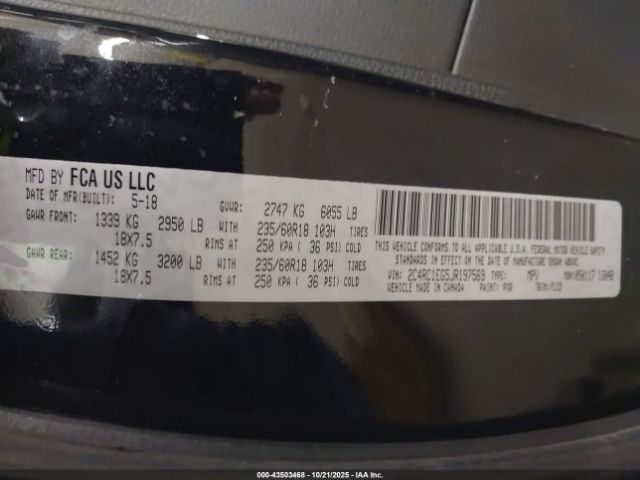 MFD BY FCA US LLC
DATE OF MFR(BUILT): 5-18 GVWR: 2747 KG 6055 LB
GAWR FRONT: 1339 KG 2950 LB WITH 235/60R18 103H TIRES
18X7.5 RIMS AT 250 KPA ( 36 PSI) COLD
GAWR REAR: 1452 KG 3200 LB WITH 235/60R18 103H TIRES
18X7.5 RIMS AT 250 KPA ( 36 PSI) COLD
THIS VEHICLE CONFORMS TO ALL APPLICABLE U.S.A. FEDERAL MOTOR VEHICLE SAFETY
STANDARDS IN EFFECT ON THE DATE OF MANUFACTURE SHOWN ABOVE.
VIN: 2C4RC1EG5JR197569 TYPE: MPV
VEHICLE MADE IN CANADA PAINT: TRIM:
000-43503468 | 10/21/2025 | © IAA Holdings, LLC